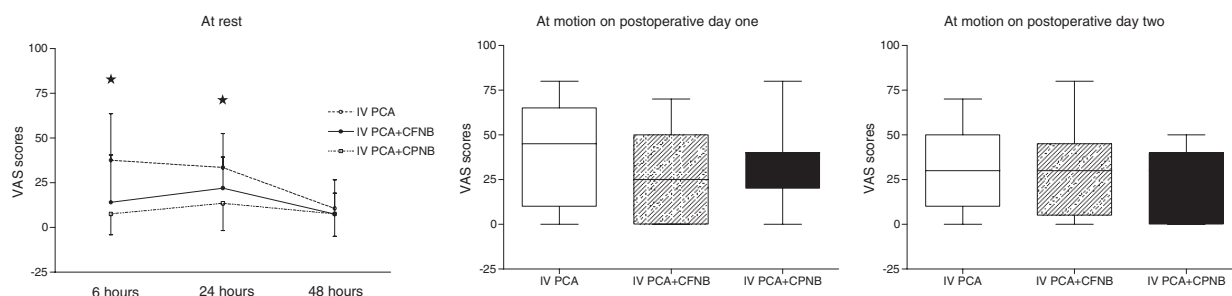 At rest
100
75
50
25
0
-25
VAS scores
6 hours
24 hours
48 hours
IV PCA
IV PCA+CFNB
IV PCA+CPNB
At motion on postoperative day one
100
75
50
25
0
-25
VAS scores
IV PCA
IV PCA+CFNB
IV PCA+CPNB
At motion on postoperative day two
100
75
50
25
0
-25
VAS scores
IV PCA
IV PCA+CFNB
IV PCA+CPNB